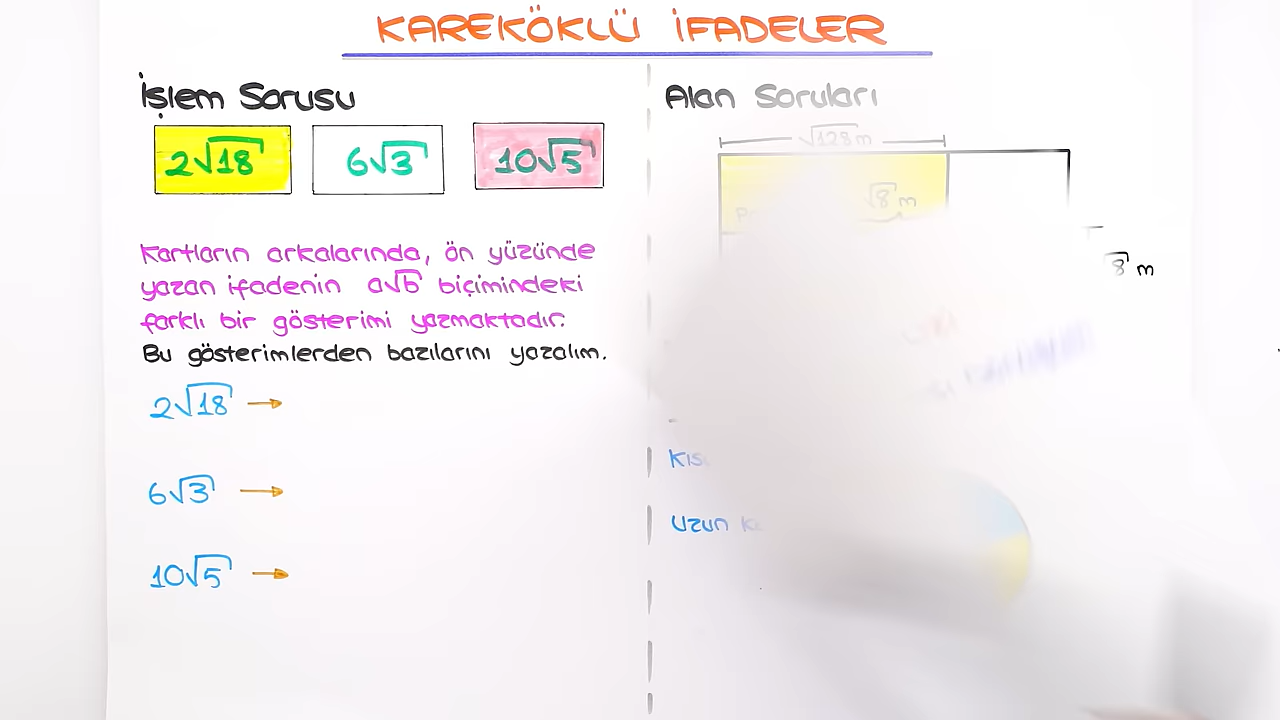 KAREKÖKLÜ İFADELER
İşlem Sorusu
2√18 6√3 10√5
Kartların arkalarında, ön yüzünde
yazan ifadenin a√b biçimindeki
farklı bir gösterimi yazmaktadır.
Bu gösterimlerden bazılarını yazalım.
2√18 →
6√3 →
10√5 →
Alan Soruları
√128 m
√8 m
8 m
Uzun